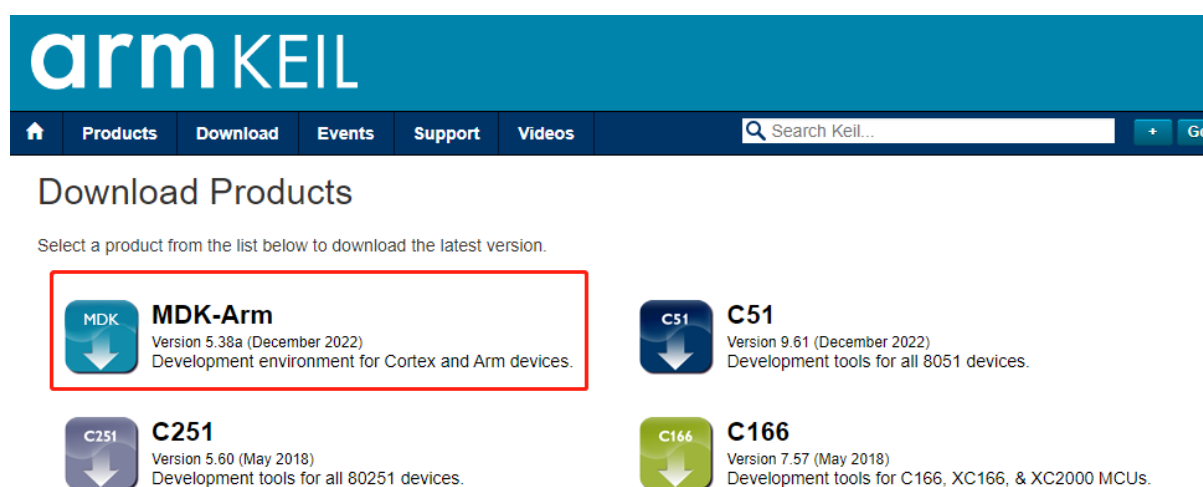 arm KEIL
Products Download Events Support Videos Search Keil... +
Download Products
Select a product from the list below to download the latest version.
MDK
MDK-Arm
Version 5.38a (December 2022)
Development environment for Cortex and Arm devices.
C51
C51
Version 9.61 (December 2022)
Development tools for all 8051 devices.
C251
C251
Version 5.60 (May 2018)
Development tools for all 80251 devices.
C166
C166
Version 7.57 (May 2018)
Development tools for C166, XC166, & XC2000 MCUs.